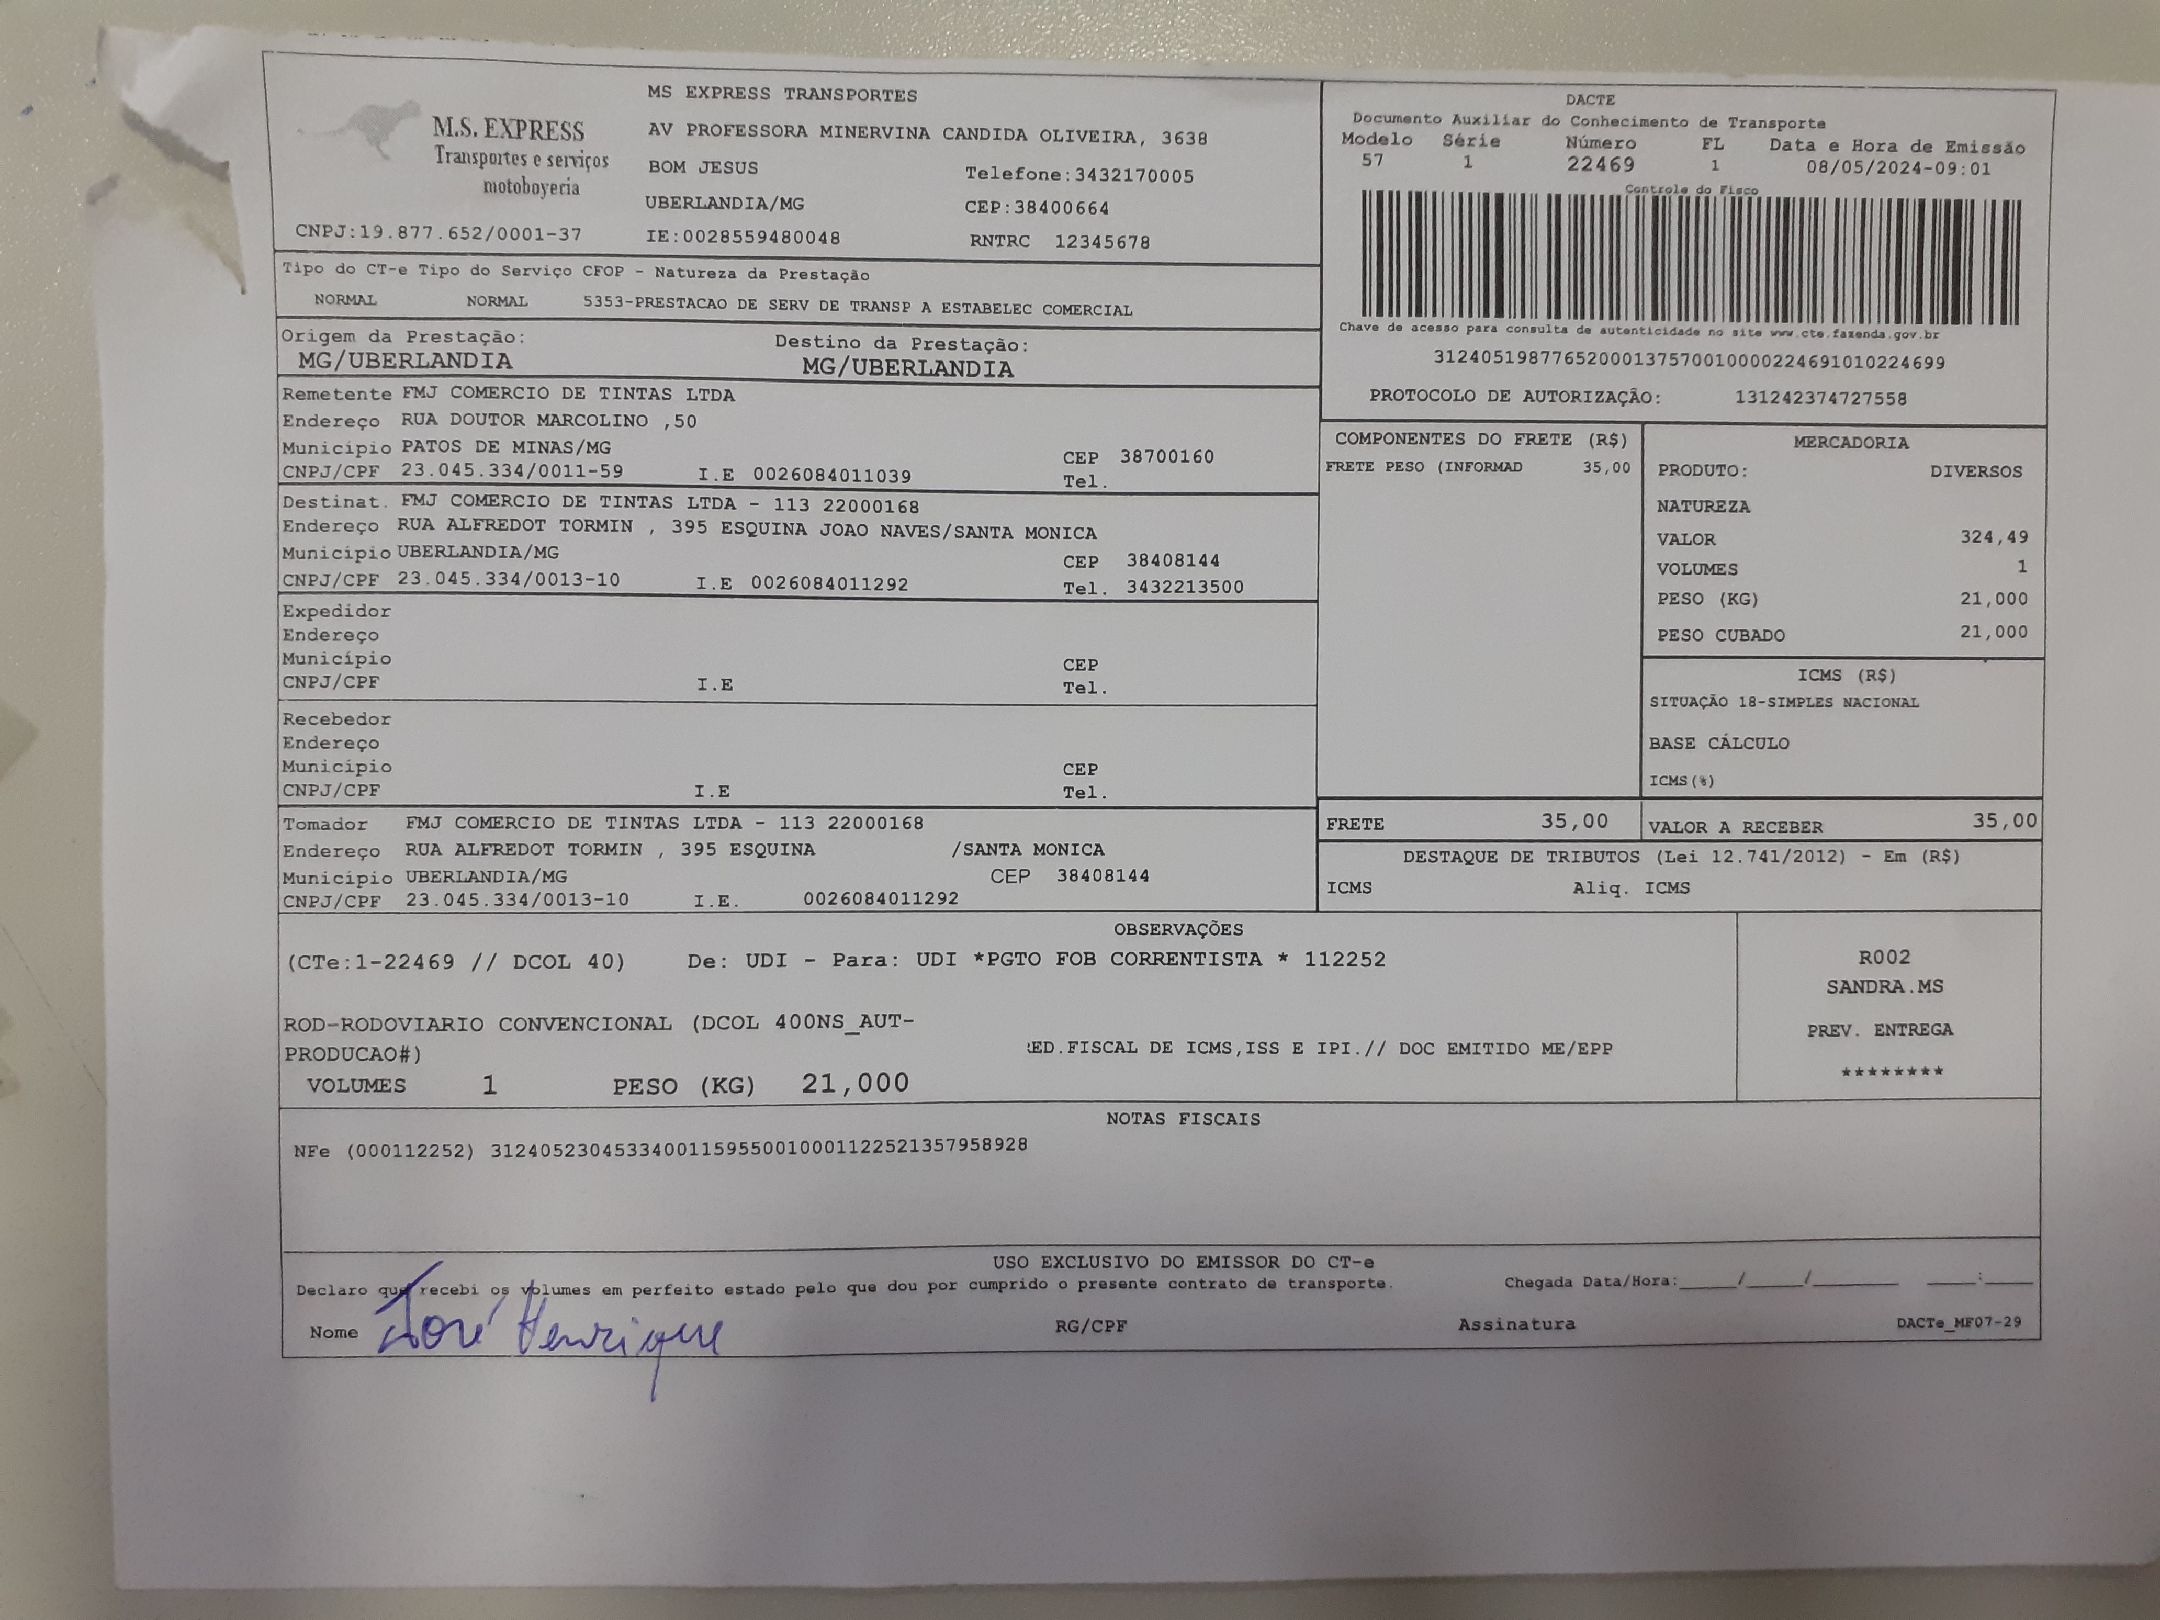 M.S. EXPRESS
Transportes e serviços
motoboyeria
CNPJ:19.877.652/0001-37
MS EXPRESS TRANSPORTES
AV PROFESSORA MINERVINA CANDIDA OLIVEIRA, 3638
BOM JESUS Telefone:3432170005
UBERLANDIA/MG CEP:38400664
IE:0028559480048 RNTRC 12345678
DACTE
Documento Auxiliar do Conhecimento de Transporte
Modelo Série Número FL Data e Hora de Emissão
57 1 22469 1 08/05/2024-09:01
Controle do Fisco
Chave de acesso para consulta de autenticidade no site www.cte.fazenda.gov.br
31240519877652000137570010000224691010224699
PROTOCOLO DE AUTORIZAÇÃO: 131242374727558
Tipo do CT-e Tipo do Serviço CFOP - Natureza da Prestação
NORMAL NORMAL 5353-PRESTACAO DE SERV DE TRANSP A ESTABELEC COMERCIAL
Origem da Prestação: Destino da Prestação:
MG/UBERLANDIA MG/UBERLANDIA
Remetente FMJ COMERCIO DE TINTAS LTDA
Endereço RUA DOUTOR MARCOLINO ,50
Município PATOS DE MINAS/MG CEP 38700160
CNPJ/CPF 23.045.334/0011-59 I.E 0026084011039 Tel.
Destinat. FMJ COMERCIO DE TINTAS LTDA - 113 22000168
Endereço RUA ALFREDOT TORMIN , 395 ESQUINA JOAO NAVES/SANTA MONICA
Município UBERLANDIA/MG CEP 38408144
CNPJ/CPF 23.045.334/0013-10 I.E 0026084011292 Tel. 3432213500
Expedidor
Endereço
Município CEP
CNPJ/CPF I.E Tel.
Recebedor
Endereço
Município CEP
CNPJ/CPF I.E Tel.
Tomador FMJ COMERCIO DE TINTAS LTDA - 113 22000168
Endereço RUA ALFREDOT TORMIN , 395 ESQUINA /SANTA MONICA
Município UBERLANDIA/MG CEP 38408144
CNPJ/CPF 23.045.334/0013-10 I.E. 0026084011292
COMPONENTES DO FRETE (R$)
FRETE PESO (INFORMAD 35,00
MERCADORIA
PRODUTO: DIVERSOS
NATUREZA
VALOR 324,49
VOLUMES 1
PESO (KG) 21,000
PESO CUBADO 21,000
ICMS (R$)
SITUAÇÃO 18-SIMPLES NACIONAL
BASE CÁLCULO
ICMS(%)
FRETE 35,00 VALOR A RECEBER 35,00
DESTAQUE DE TRIBUTOS (Lei 12.741/2012) - Em (R$)
ICMS Aliq. ICMS
OBSERVAÇÕES
(CTe:1-22469 // DCOL 40) De: UDI - Para: UDI *PGTO FOB CORRENTISTA * 112252
ROD-RODOVIARIO CONVENCIONAL (DCOL 400NS_AUT-
PRODUCAO#) ED.FISCAL DE ICMS,ISS E IPI.// DOC EMITIDO ME/EPP
VOLUMES 1 PESO (KG) 21,000
R002
SANDRA.MS
PREV. ENTREGA
********
NOTAS FISCAIS
NFe (000112252) 31240523045334001159550010001122521357958928
USO EXCLUSIVO DO EMISSOR DO CT-e
Declaro que recebi os volumes em perfeito estado pelo que dou por cumprido o presente contrato de transporte. Chegada Data/Hora:_____/_____/_______ ____:____
Nome José Henrique RG/CPF Assinatura DACTe_MF07-29